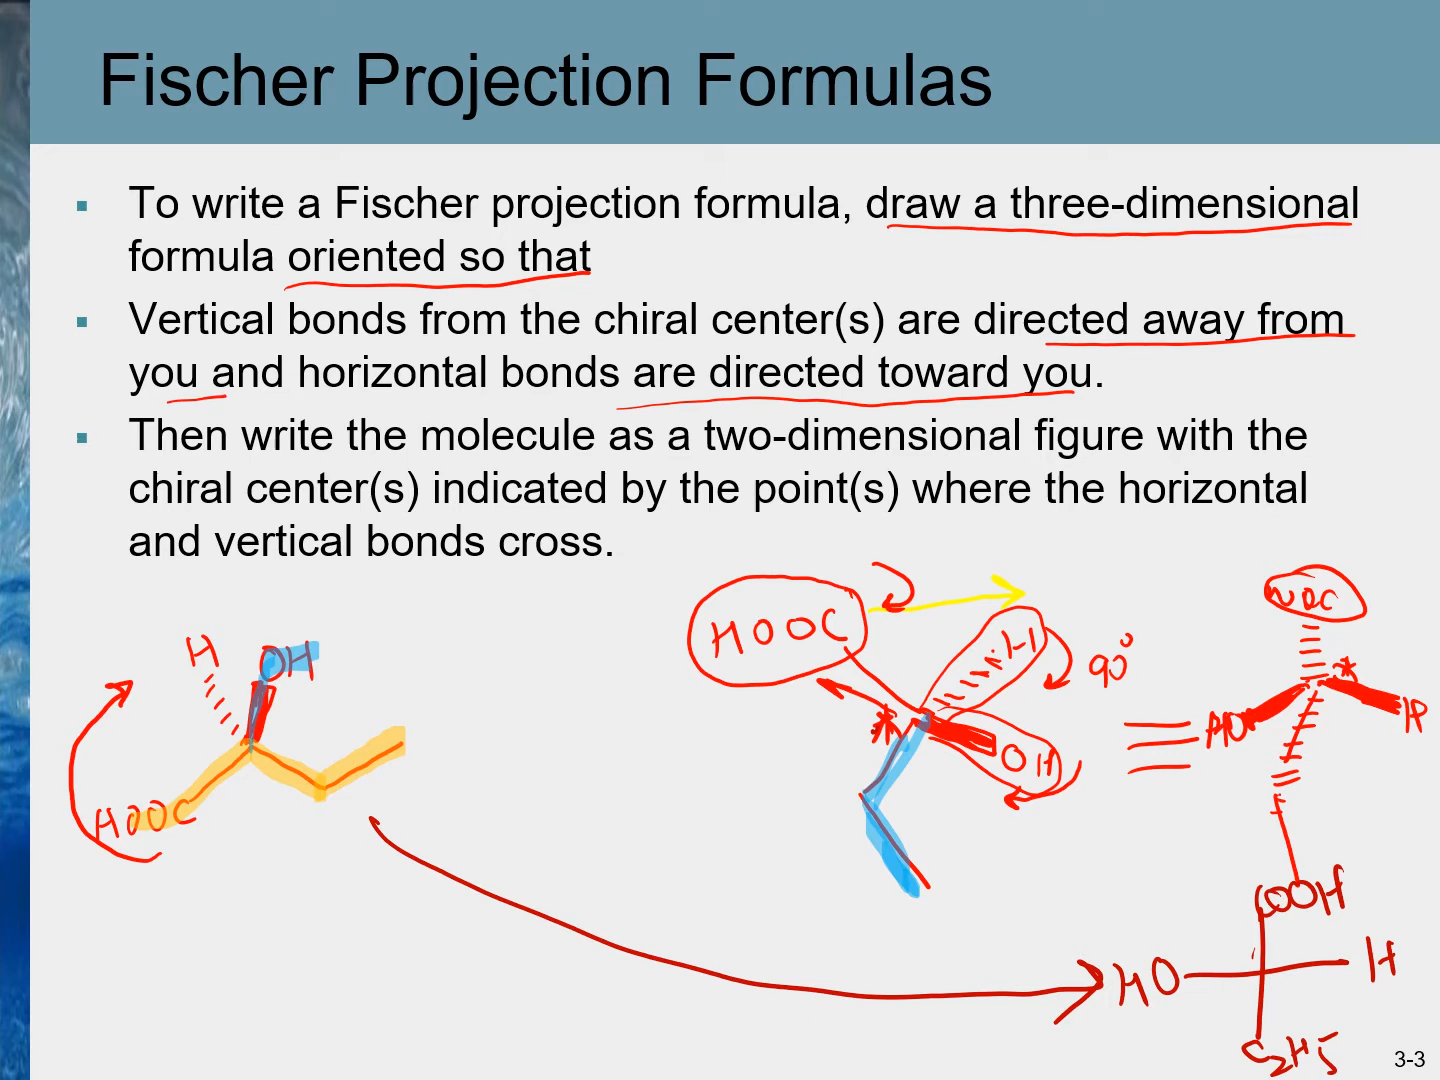 Fischer Projection Formulas
▪ To write a Fischer projection formula, draw a three-dimensional
formula oriented so that
▪ Vertical bonds from the chiral center(s) are directed away from
you and horizontal bonds are directed toward you.
▪ Then write the molecule as a two-dimensional figure with the
chiral center(s) indicated by the point(s) where the horizontal
and vertical bonds cross.
H
OH
HOOC
HOOC
H
90°
*
OH
HOOC
*
HO
H
COOH
HO
H
C2H5
3-3